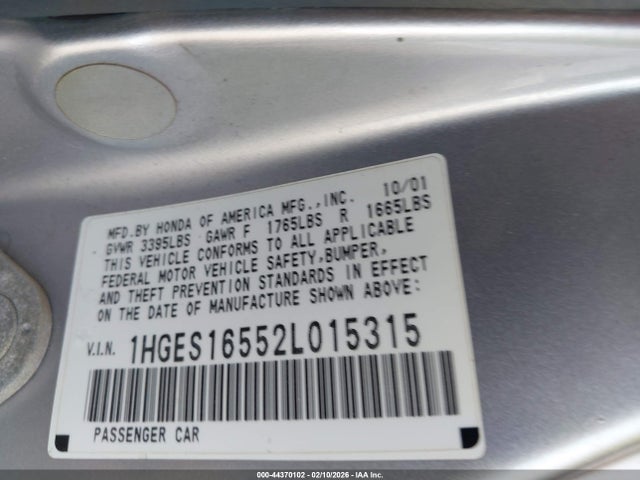 MFD.BY HONDA OF AMERICA MFG.,INC. 10/01
GVWR 3395LBS GAWR F 1765LBS R 1665LBS
THIS VEHICLE CONFORMS TO ALL APPLICABLE
FEDERAL MOTOR VEHICLE SAFETY,BUMPER,
AND THEFT PREVENTION STANDARDS IN EFFECT
ON THE DATE OF MANUFACTURE SHOWN ABOVE:
V.I.N. 1HGES16552L015315
PASSENGER CAR
000-44370102 - 02/10/2026 - IAA Inc.